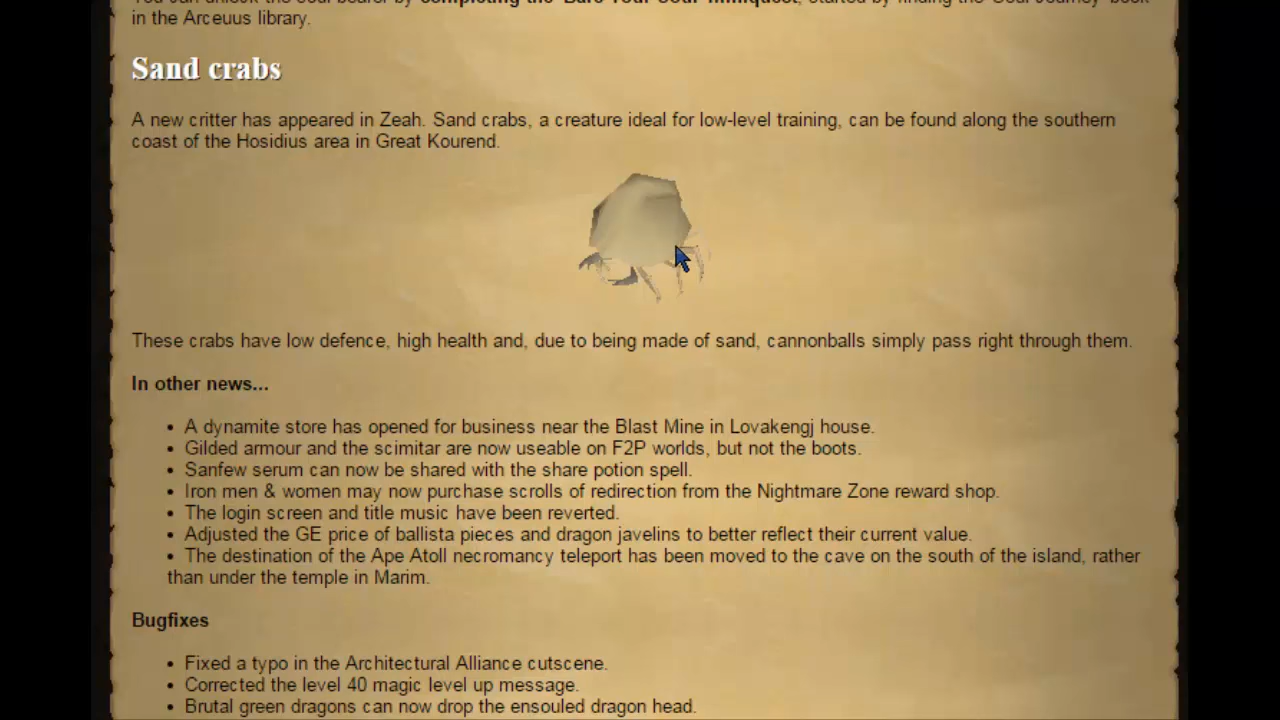 in the Arceuus library.
Sand crabs
A new critter has appeared in Zeah. Sand crabs, a creature ideal for low-level training, can be found along the southern
coast of the Hosidius area in Great Kourend.
These crabs have low defence, high health and, due to being made of sand, cannonballs simply pass right through them.
In other news...
• A dynamite store has opened for business near the Blast Mine in Lovakengj house.
• Gilded armour and the scimitar are now useable on F2P worlds, but not the boots.
• Sanfew serum can now be shared with the share potion spell.
• Iron men & women may now purchase scrolls of redirection from the Nightmare Zone reward shop.
• The login screen and title music have been reverted.
• Adjusted the GE price of ballista pieces and dragon javelins to better reflect their current value.
• The destination of the Ape Atoll necromancy teleport has been moved to the cave on the south of the island, rather
than under the temple in Marim.
Bugfixes
• Fixed a typo in the Architectural Alliance cutscene.
• Corrected the level 40 magic level up message.
• Brutal green dragons can now drop the ensouled dragon head.